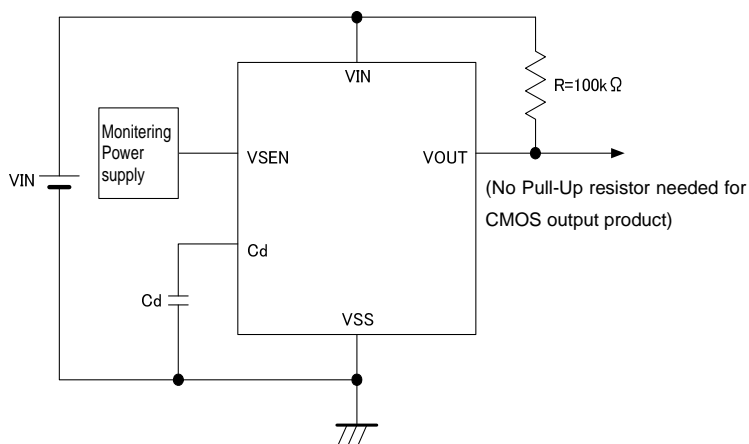 VIN
R=100kΩ
Monitering
Power
supply
VSEN
VOUT
VIN
(No Pull-Up resistor needed for
CMOS output product)
Cd
Cd
VSS